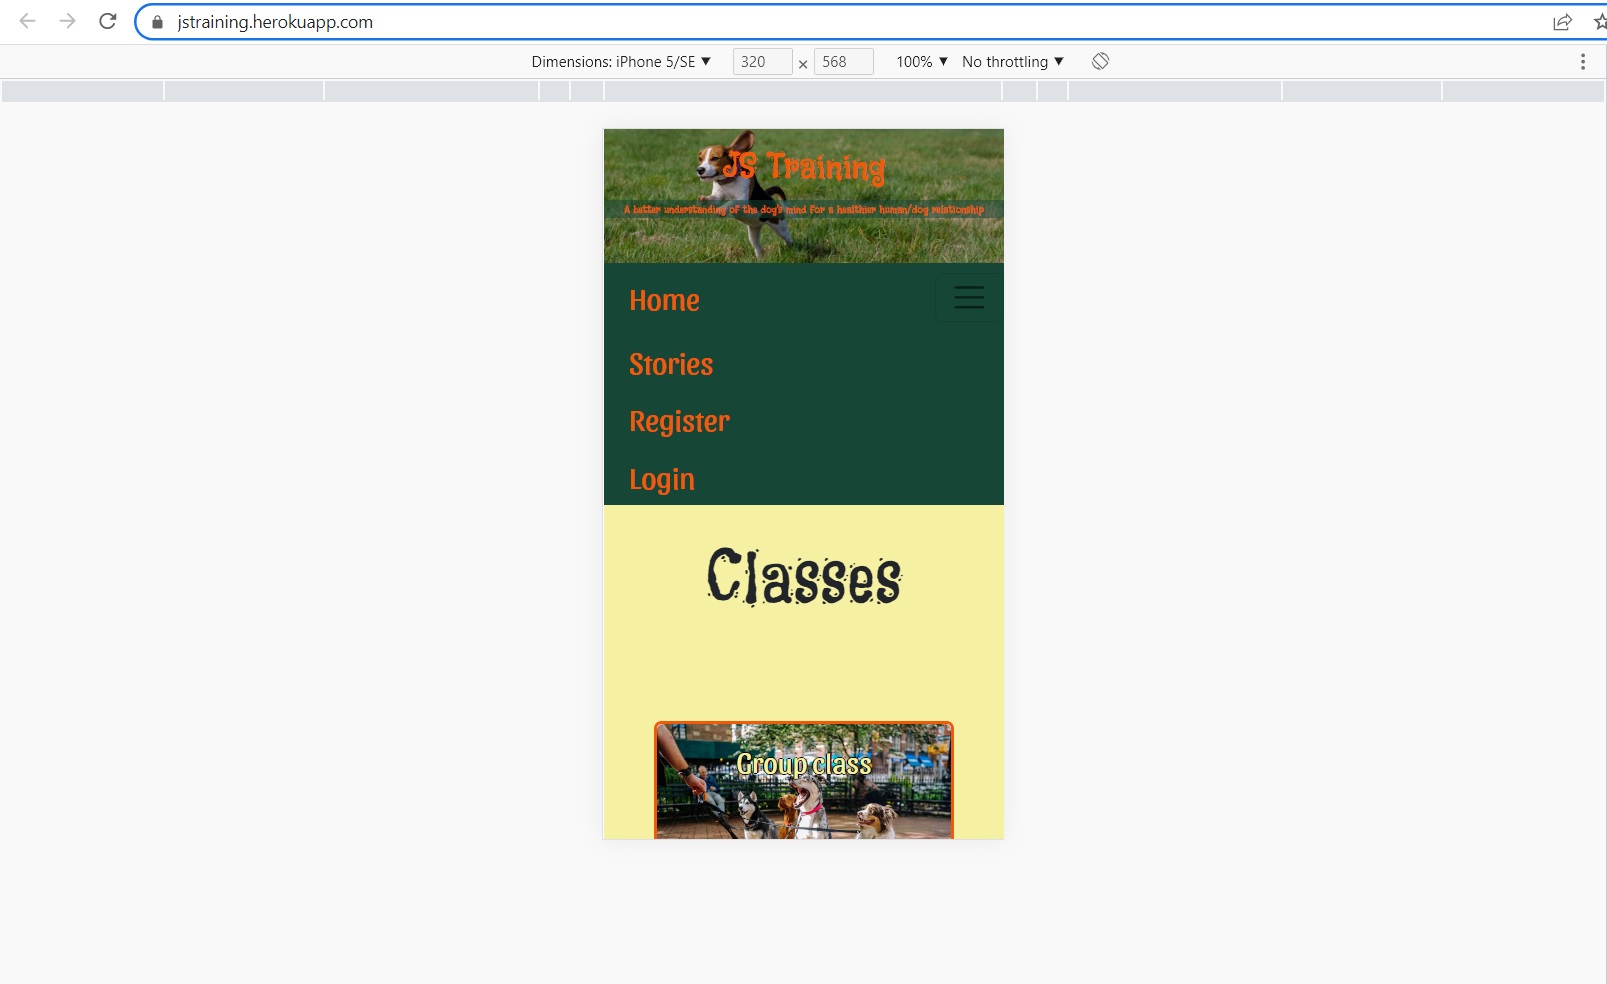 jstraining.herokuapp.com
Dimensions: iPhone 5/SE ▼ 320 × 568 100% ▼ No throttling ▼
JS Training
A better understanding of the dog's mind for a healthier human/dog relationship
Home
Stories
Register
Login
Classes
Group class